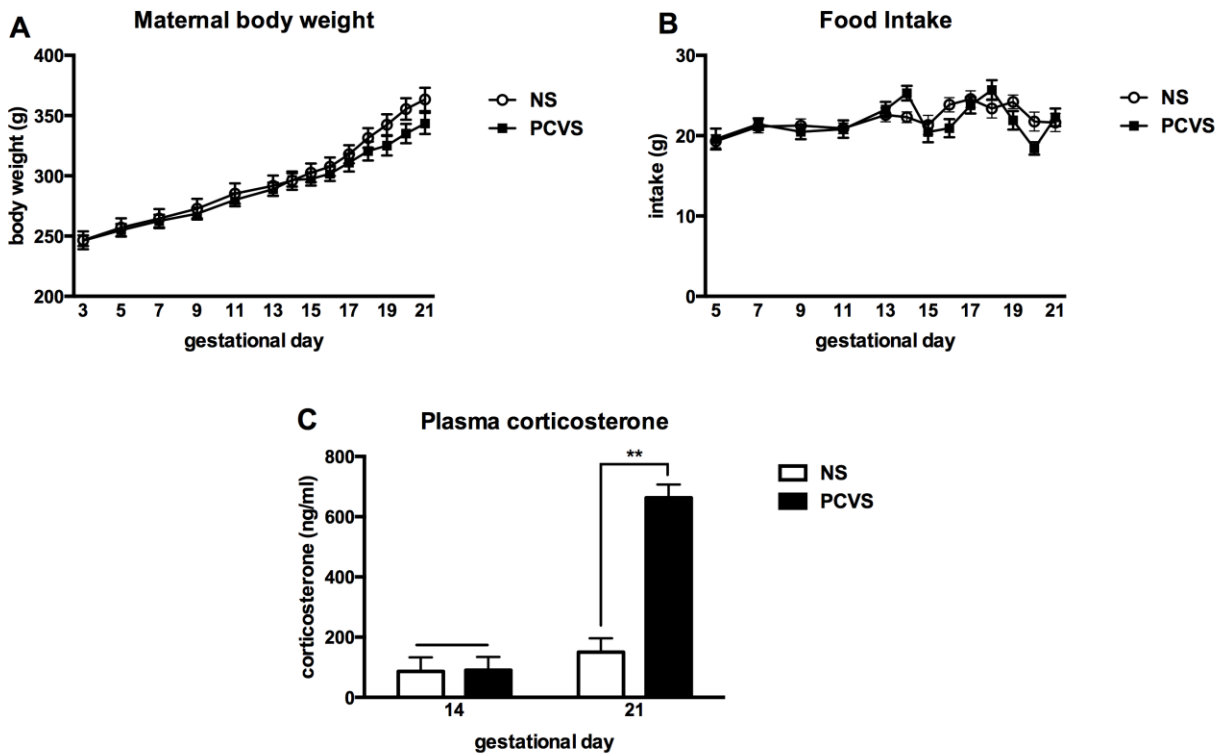 A
Maternal body weight
400
350
300
250
200
body weight (g)
3 5 7 9 11 13 15 17 19 21
gestational day
NS
PCVS
B
Food Intake
30
20
10
0
intake (g)
5 7 9 11 13 15 17 19 21
gestational day
NS
PCVS
C
Plasma corticosterone
800
600
400
200
0
corticosterone (ng/ml)
**
14 21
gestational day
NS
PCVS